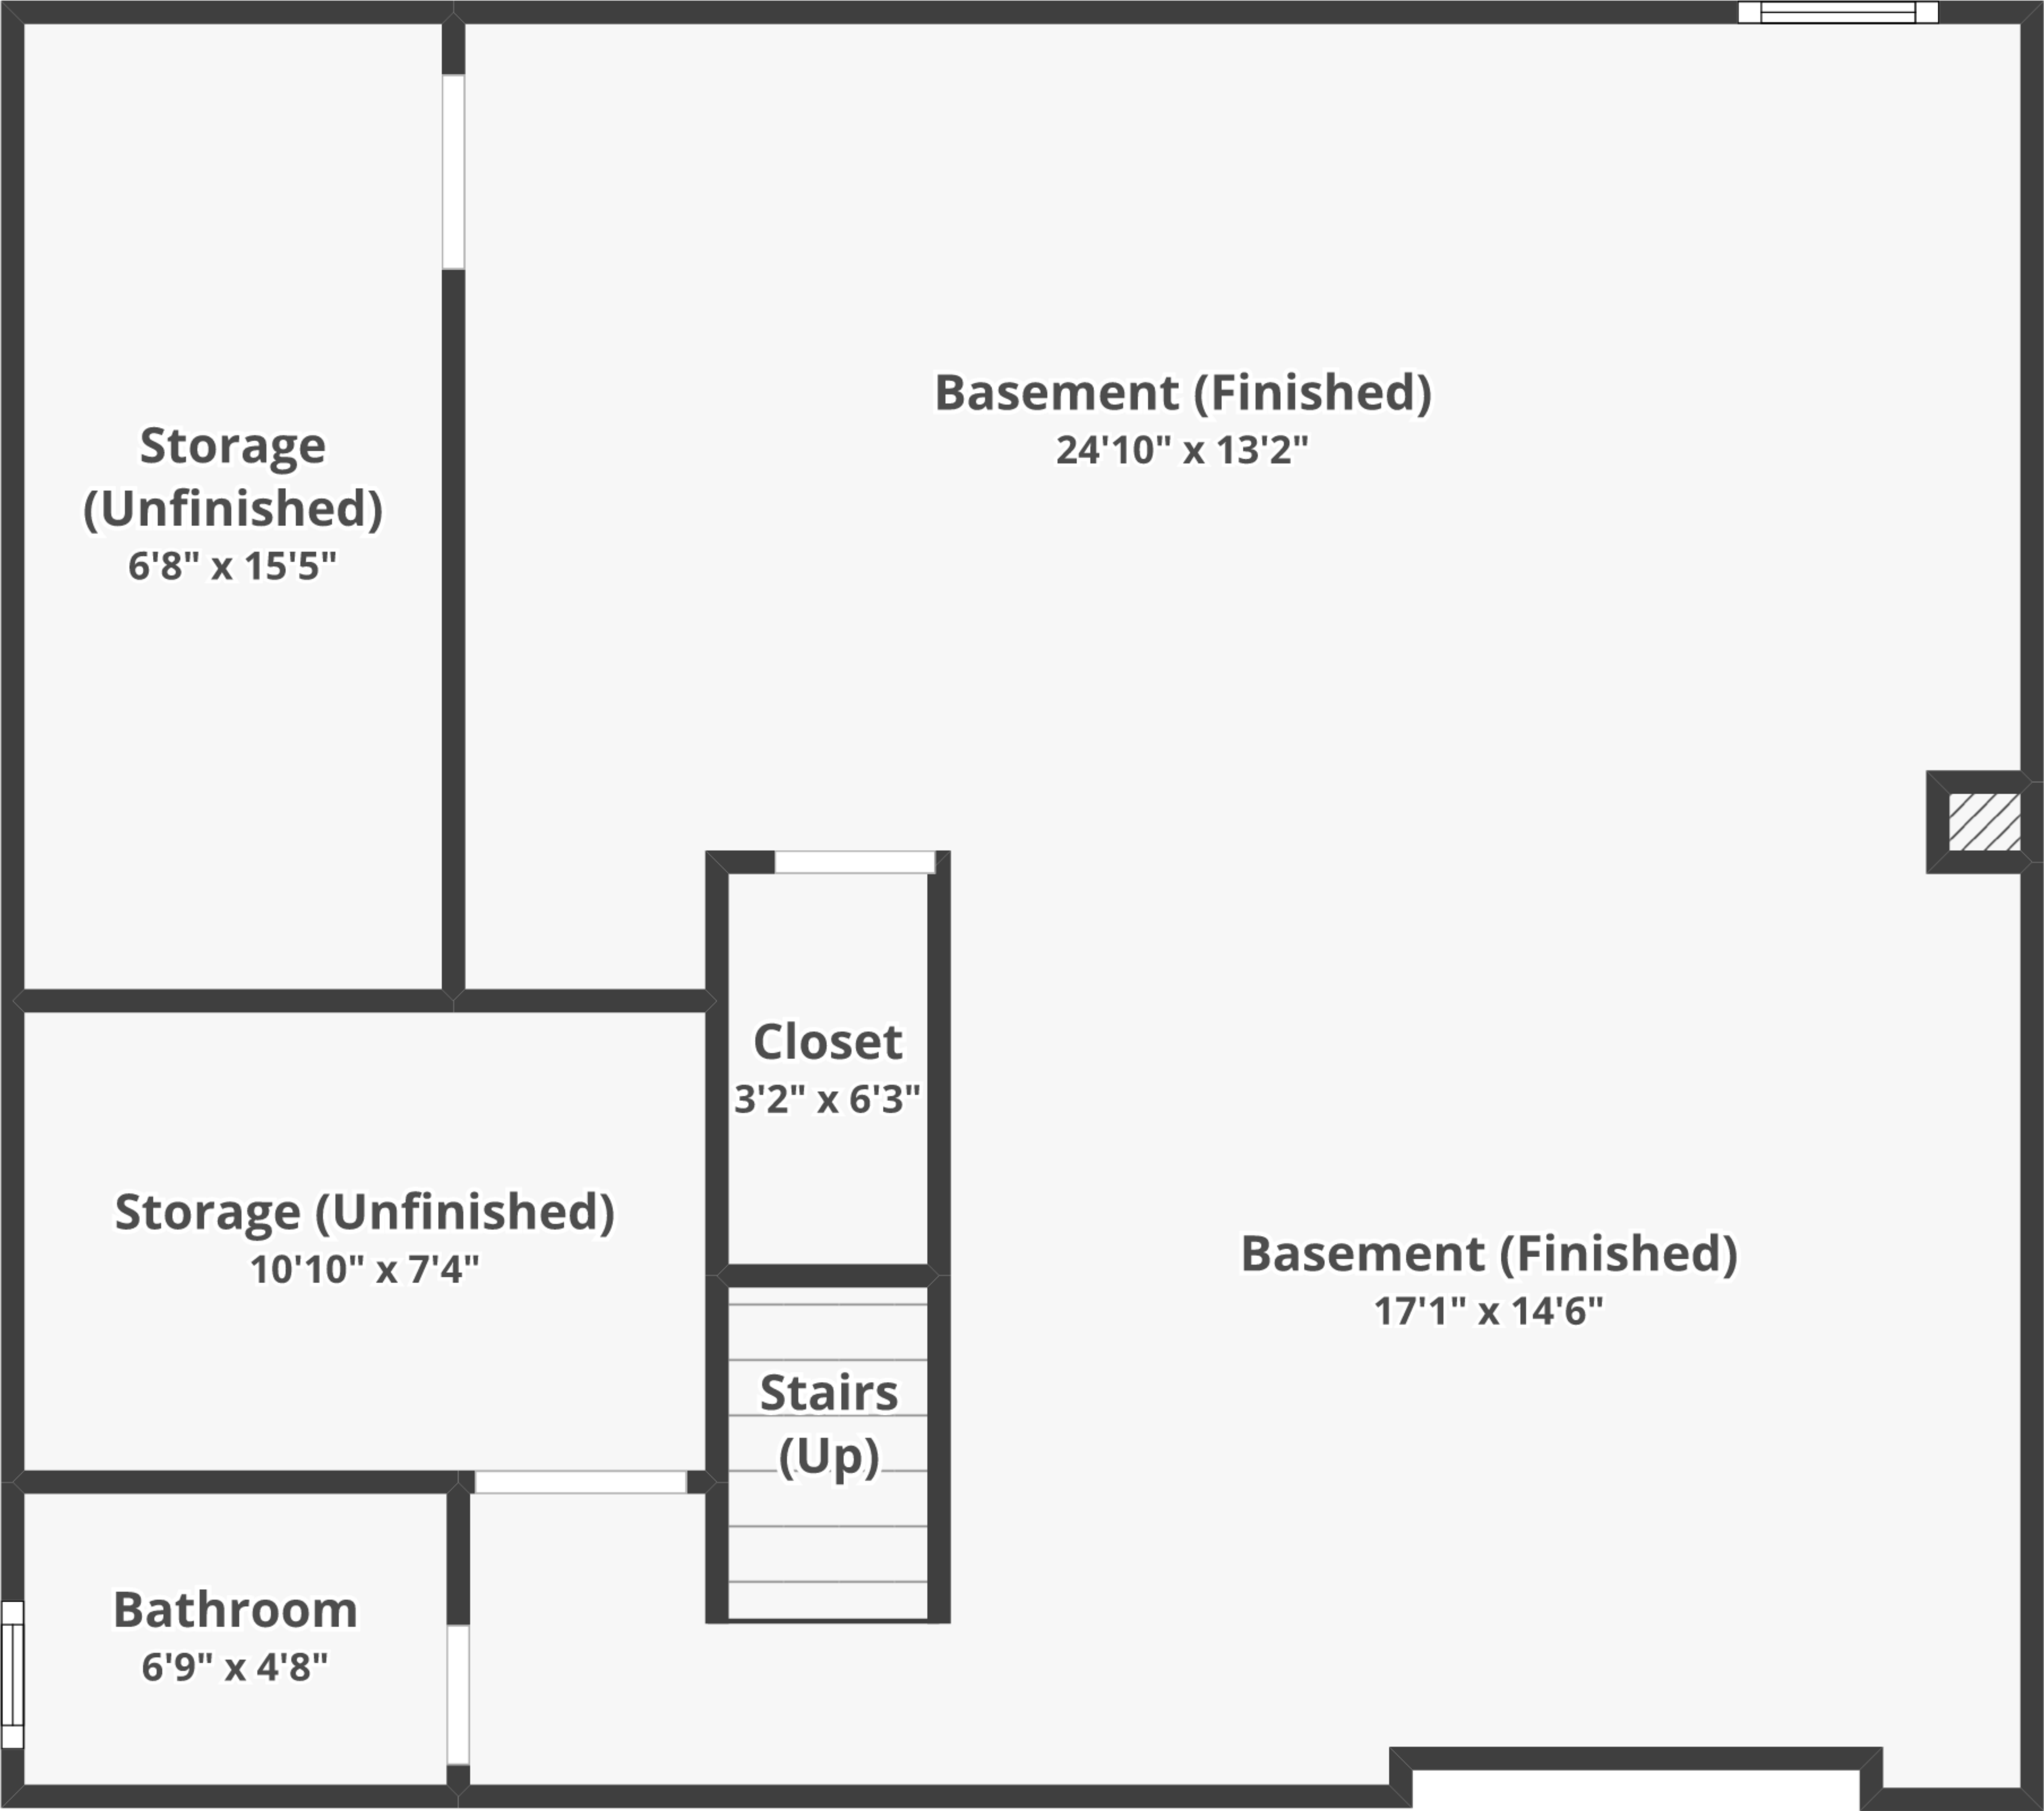 Basement (Finished)
24'10" x 13'2"
Storage
(Unfinished)
6'8" x 15'5"
Closet
3'2" x 6'3"
Storage (Unfinished)
10'10" x 7'4"
Basement (Finished)
17'1" x 14'6"
Stairs
(Up)
Bathroom
6'9" x 4'8"